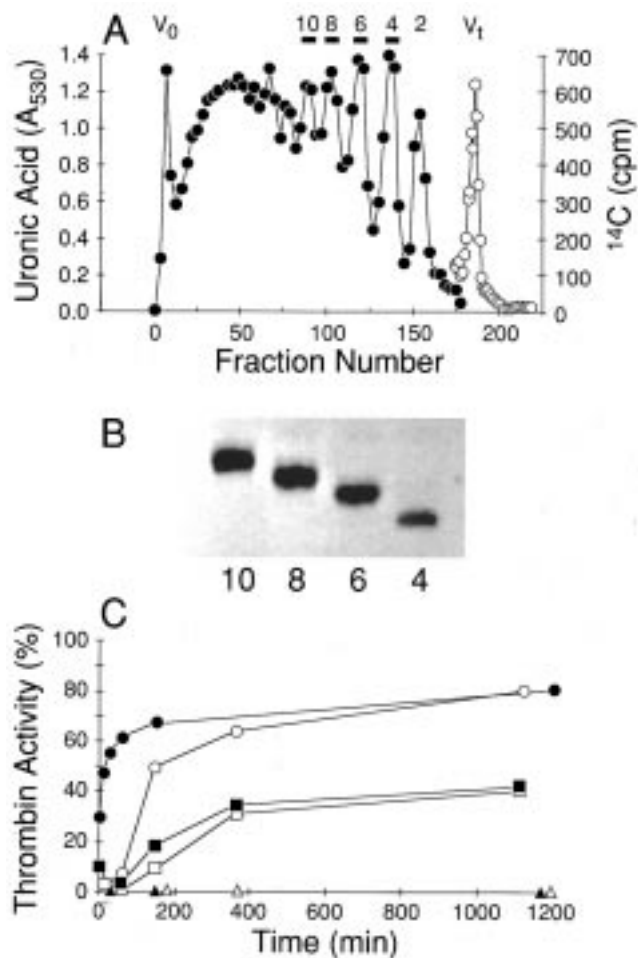 A V₀ 10 8 6 4 2 Vₜ
1.4 700
1.2 600
1.0 500
0.8 400
0.6 300
0.4 200
0.2 100
0.0 0
Uronic Acid (A₅₃₀)
¹⁴C (cpm)
0 50 100 150 200
Fraction Number
B
10 8 6 4
C
100
80
60
40
20
0
Thrombin Activity (%)
0 200 400 600 800 1000 1200
Time (min)